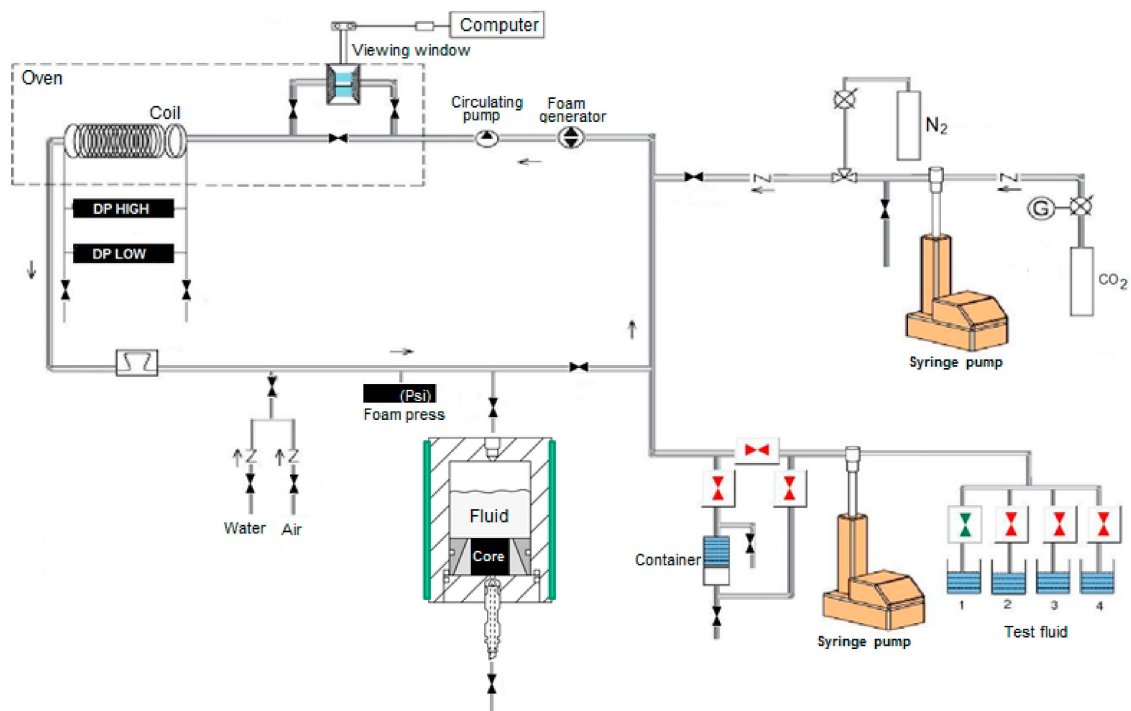 Computer
Viewing window
Oven
Coil
Circulating
pump
Foam
generator
N2
DP HIGH
DP LOW
G
CO2
Syringe pump
(Psi)
Foam press
Water
Air
Fluid
Core
Container
Syringe pump
1
2
3
4
Test fluid